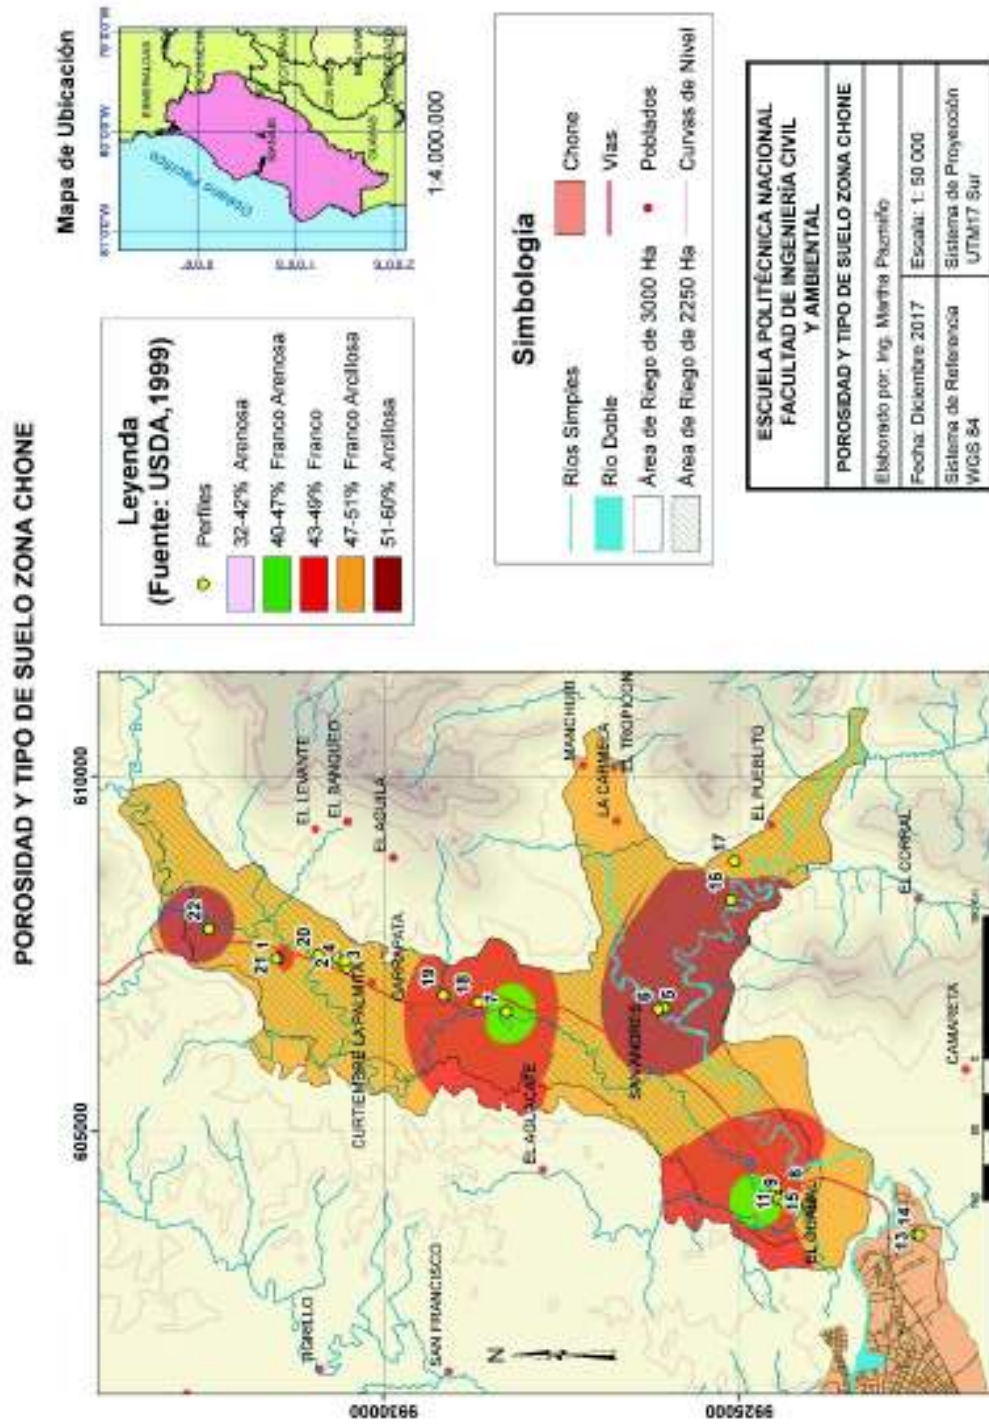 POROSIDAD Y TIPO DE SUELO ZONA CHONE
610000
605000
9930000
9925000
TIGRILLO
SAN FRANCISCO
EL LEVANTE
EL BANQUEO
EL AGUILA
CURTIEMBRE LA PALMITA
CARRAPATA
EL AGUACATE
MANCHURI
LA CARMELA
EL TROPICON
EL PUEBLITO
EL CORRAL
SAN ANDRES
CAMARETA
N
22
21
1
20
2
4
3
19
18
7
6
5
16
17
11
9
15
8
13
14
Leyenda
(Fuente: USDA,1999)
Perfiles
32-42% Arenosa
40-47% Franco Arenosa
43-49% Franco
47-51% Franco Arcillosa
51-60% Arcillosa
Mapa de Ubicación
Océano Pacífico
ESMERALDAS
MANABI
GUAYAS
1:4.000.000
Simbología
Ríos Simples
Río Doble
Área de Riego de 3000 Ha
Área de Riego de 2250 Ha
Chone
Vías
Poblados
Curvas de Nivel
ESCUELA POLITÉCNICA NACIONAL
FACULTAD DE INGENIERÍA CIVIL
Y AMBIENTAL
POROSIDAD Y TIPO DE SUELO ZONA CHONE
Elaborado por: Ing. Martha Pazmiño
Fecha: Diciembre 2017
Escala: 1: 50 000
Sistema de Referencia
WGS 84
Sistema de Proyección
UTM17 Sur